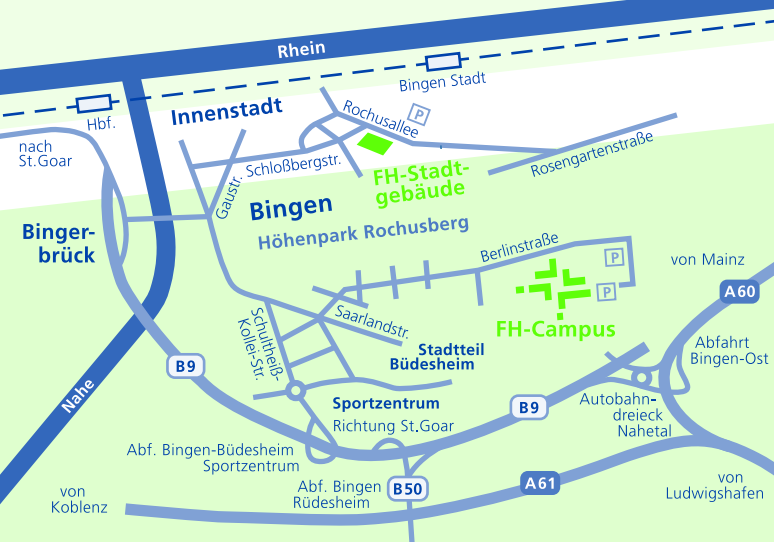 Rhein
Bingen Stadt
Hbf.
Innenstadt
Rochusallee
P
nach
St.Goar
Schloßbergstr.
Rosengartenstraße
FH-Stadt-
gebäude
Gaustr.
Bingen
Binger-
brück
Höhenpark Rochusberg
Berlinstraße
P
P
von Mainz
A60
FH-Campus
Saarlandstr.
Schultheiß-
Kollei-Str.
Stadtteil
Büdesheim
Abfahrt
Bingen-Ost
B9
Nahe
Sportzentrum
Richtung St.Goar
B9
Autobahn-
dreieck
Nahetal
Abf. Bingen-Büdesheim
Sportzentrum
Abf. Bingen
Rüdesheim
B50
A61
von
Koblenz
von
Ludwigshafen